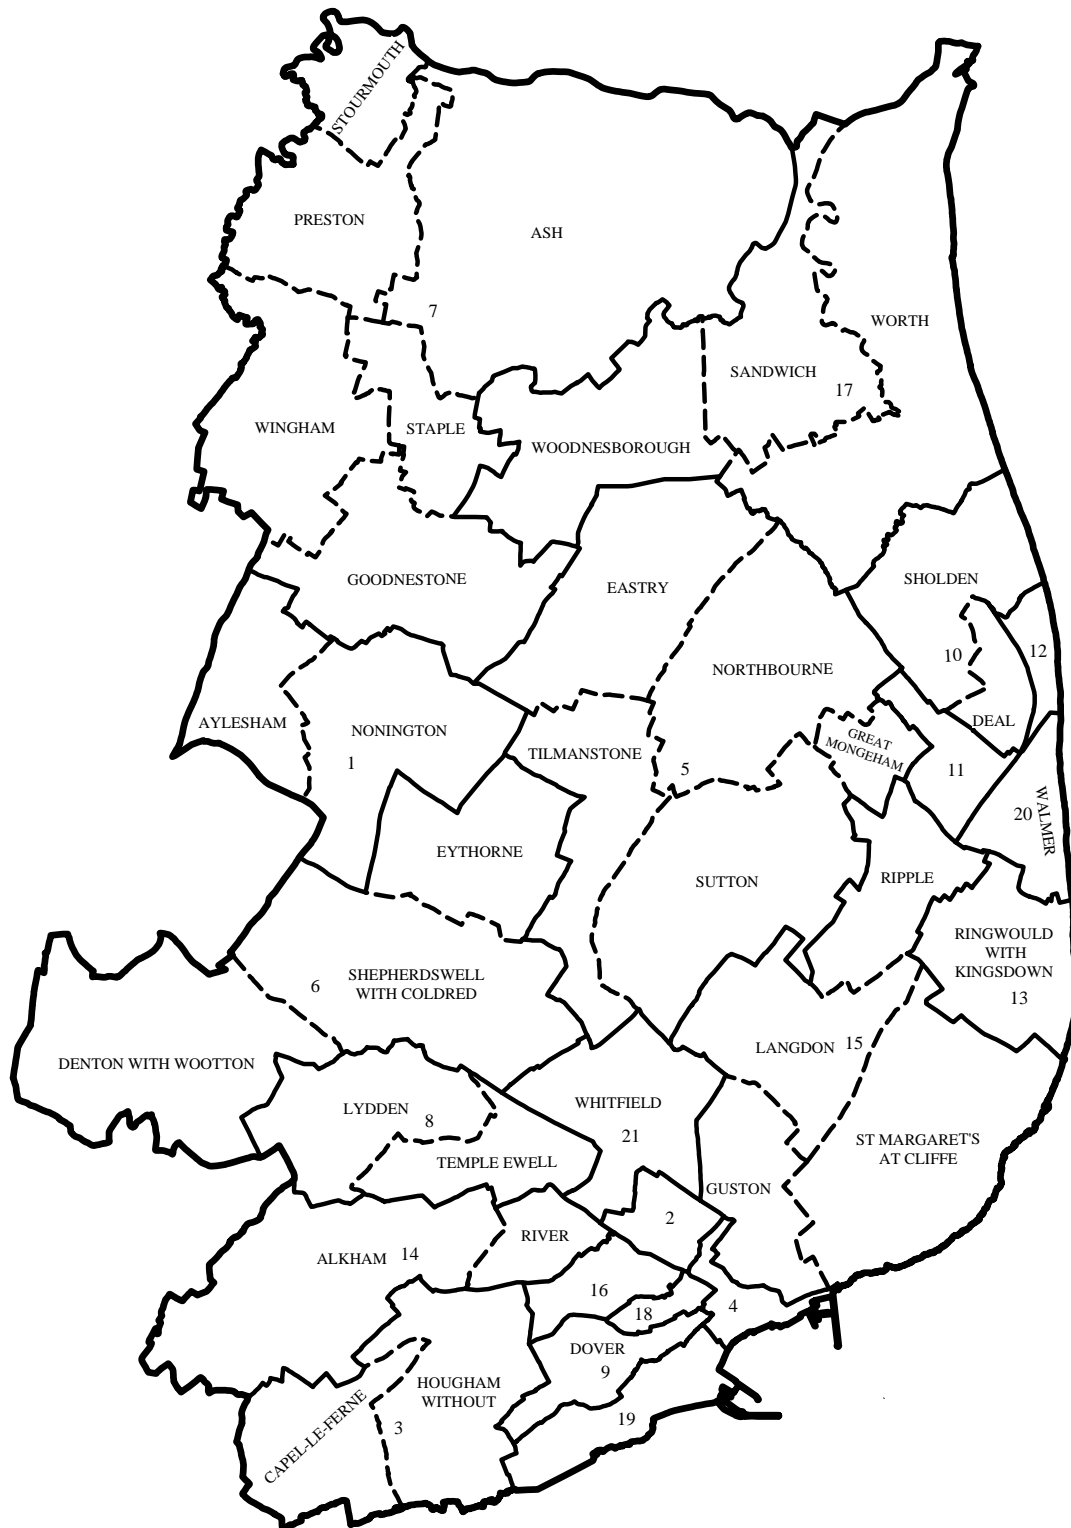 STOURMOUTH
PRESTON
ASH
7
WORTH
SANDWICH
17
WINGHAM
STAPLE
WOODNESBOROUGH
GOODNESTONE
EASTRY
SHOLDEN
10
12
NORTHBOURNE
AYLESHAM
NONINGTON
1
TILMANSTONE
5
GREAT
MONGEHAM
DEAL
11
20
WALMER
EYTHORNE
SUTTON
RIPPLE
RINGWOULD
WITH
KINGSDOWN
13
6
SHEPHERDSWELL
WITH COLDRED
DENTON WITH WOOTTON
LANGDON
15
LYDDEN
8
WHITFIELD
21
ST MARGARET'S
AT CLIFFE
TEMPLE EWELL
GUSTON
2
RIVER
ALKHAM
14
16
18
4
DOVER
9
HOUGHAM
WITHOUT
CAPEL-LE-FERNE
3
19